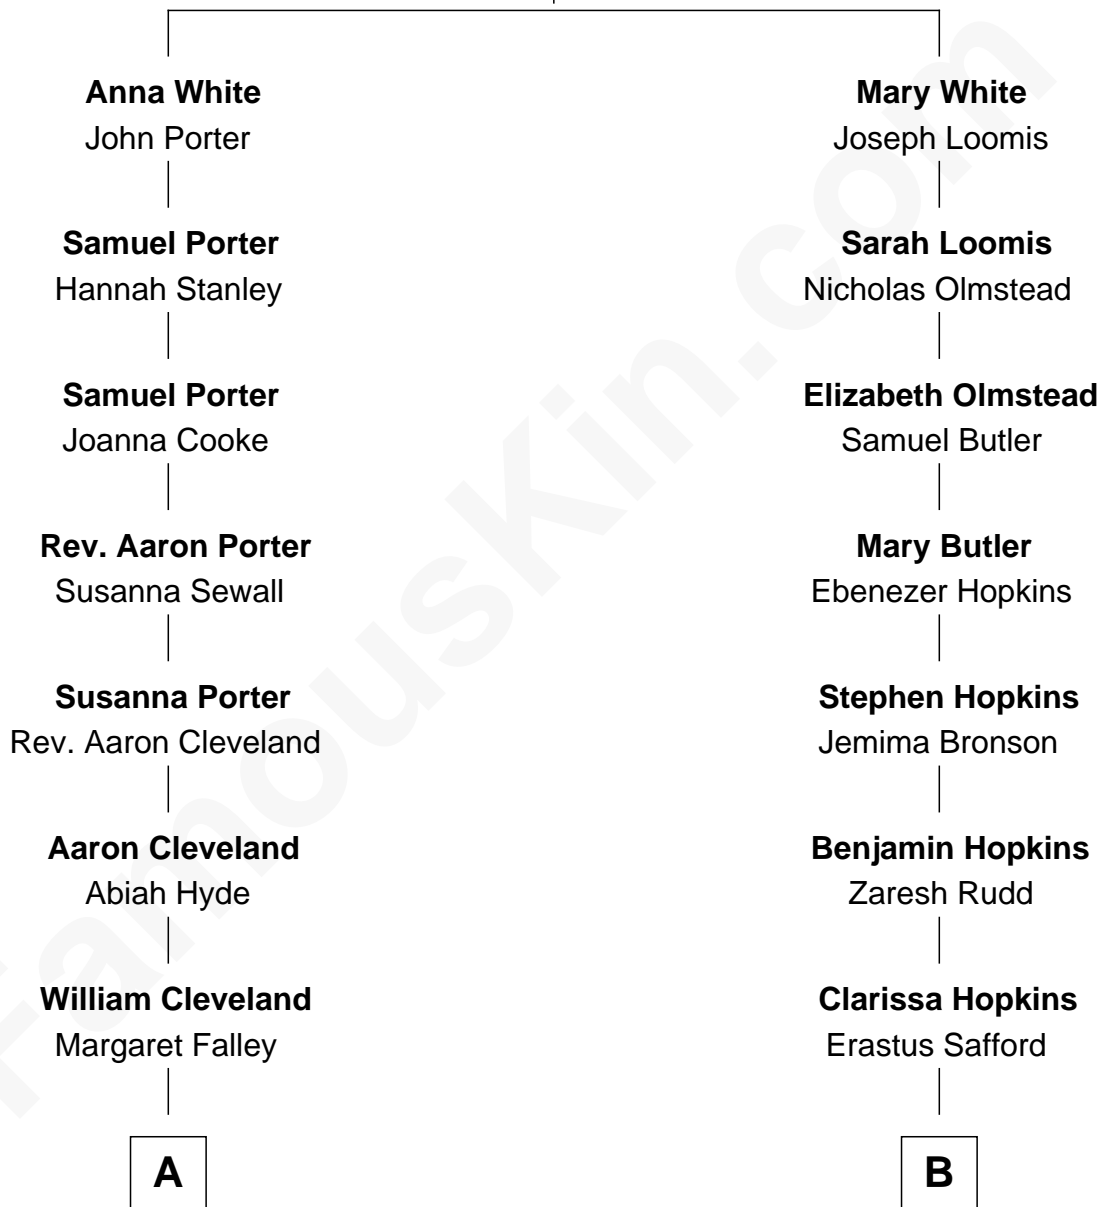 Anna White
John Porter
Mary White
Joseph Loomis
Samuel Porter
Hannah Stanley
Sarah Loomis
Nicholas Olmstead
Samuel Porter
Joanna Cooke
Elizabeth Olmstead
Samuel Butler
Rev. Aaron Porter
Susanna Sewall
Mary Butler
Ebenezer Hopkins
Susanna Porter
Rev. Aaron Cleveland
Stephen Hopkins
Jemima Bronson
Aaron Cleveland
Abiah Hyde
Benjamin Hopkins
Zaresh Rudd
William Cleveland
Margaret Falley
Clarissa Hopkins
Erastus Safford
A
B
FamousKin.com